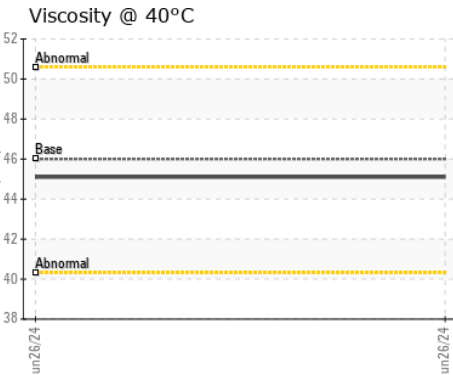 Viscosity @ 40°C
52
Abnormal
50
48
Base
46
44
42
Abnormal
40
38
un26/24
un26/24